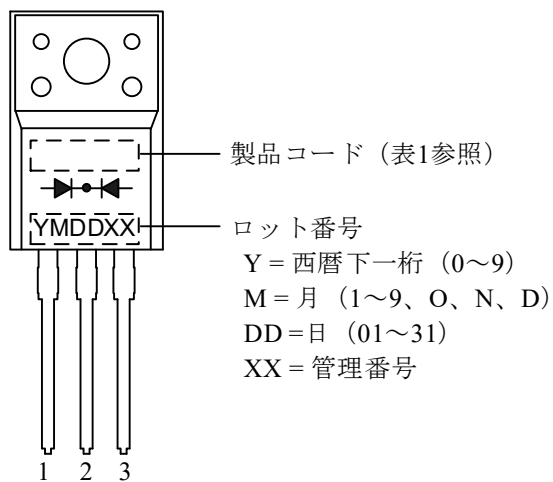 製品コード（表1参照）
YMDDXX
ロット番号
Y = 西暦下一桁（0～9）
M = 月（1～9、O、N、D）
DD =日（01～31）
XX = 管理番号
1 2 3